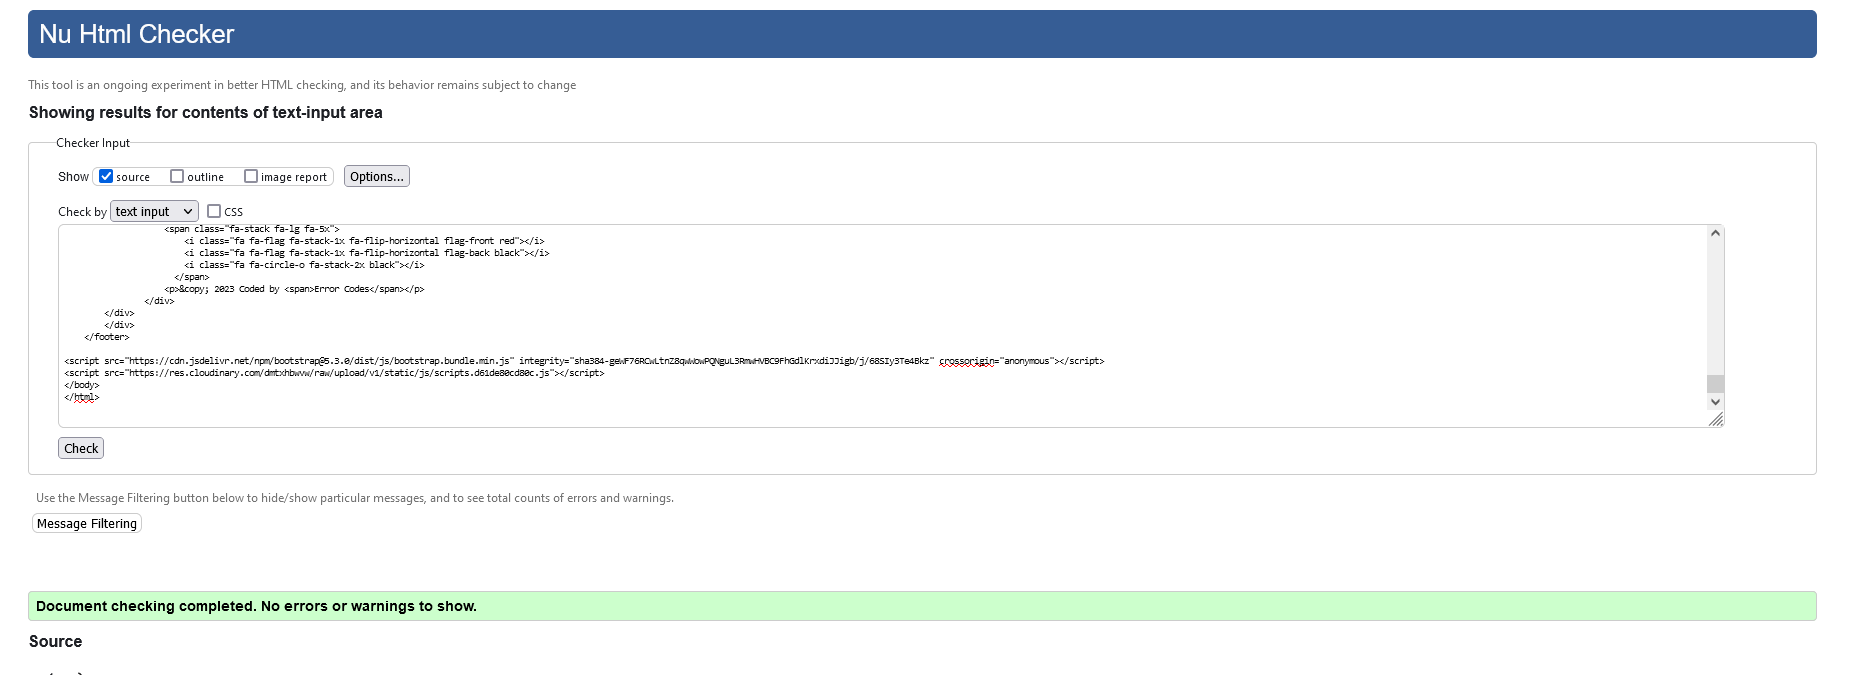 Nu Html Checker
This tool is an ongoing experiment in better HTML checking, and its behavior remains subject to change
Showing results for contents of text-input area
Checker Input
Show source outline image report Options...
Check by text input CSS
<span class="fa-stack fa-lg fa-5x">
<i class="fa fa-flag fa-stack-1x fa-flip-horizontal flag-front red"></i>
<i class="fa fa-flag fa-stack-1x fa-flip-horizontal flag-back black"></i>
<i class="fa fa-circle-o fa-stack-2x black"></i>
</span>
<p>&copy; 2023 Coded by <span>Error Codes</span></p>
</div>
</div>
</div>
</footer>
<script src="https://cdn.jsdelivr.net/npm/bootstrap@5.3.0/dist/js/bootstrap.bundle.min.js" integrity="sha384-geWF76RCwLtnZ8qwWowPQNguL3RmwHVBC9FhGdlKrxdiJJigb/j/68SIy3Te4Bkz" crossorigin="anonymous"></script>
<script src="https://res.cloudinary.com/dmtxhbwvw/raw/upload/v1/static/js/scripts.d61de80cd80c.js"></script>
</body>
</html>
Check
Use the Message Filtering button below to hide/show particular messages, and to see total counts of errors and warnings.
Message Filtering
Document checking completed. No errors or warnings to show.
Source